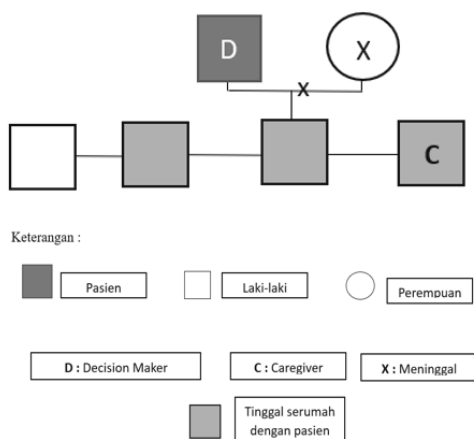 D
X
X
C
Keterangan :
Pasien
Laki-laki
Perempuan
D : Decision Maker
C : Caregiver
X : Meninggal
Tinggal serumah
dengan pasien